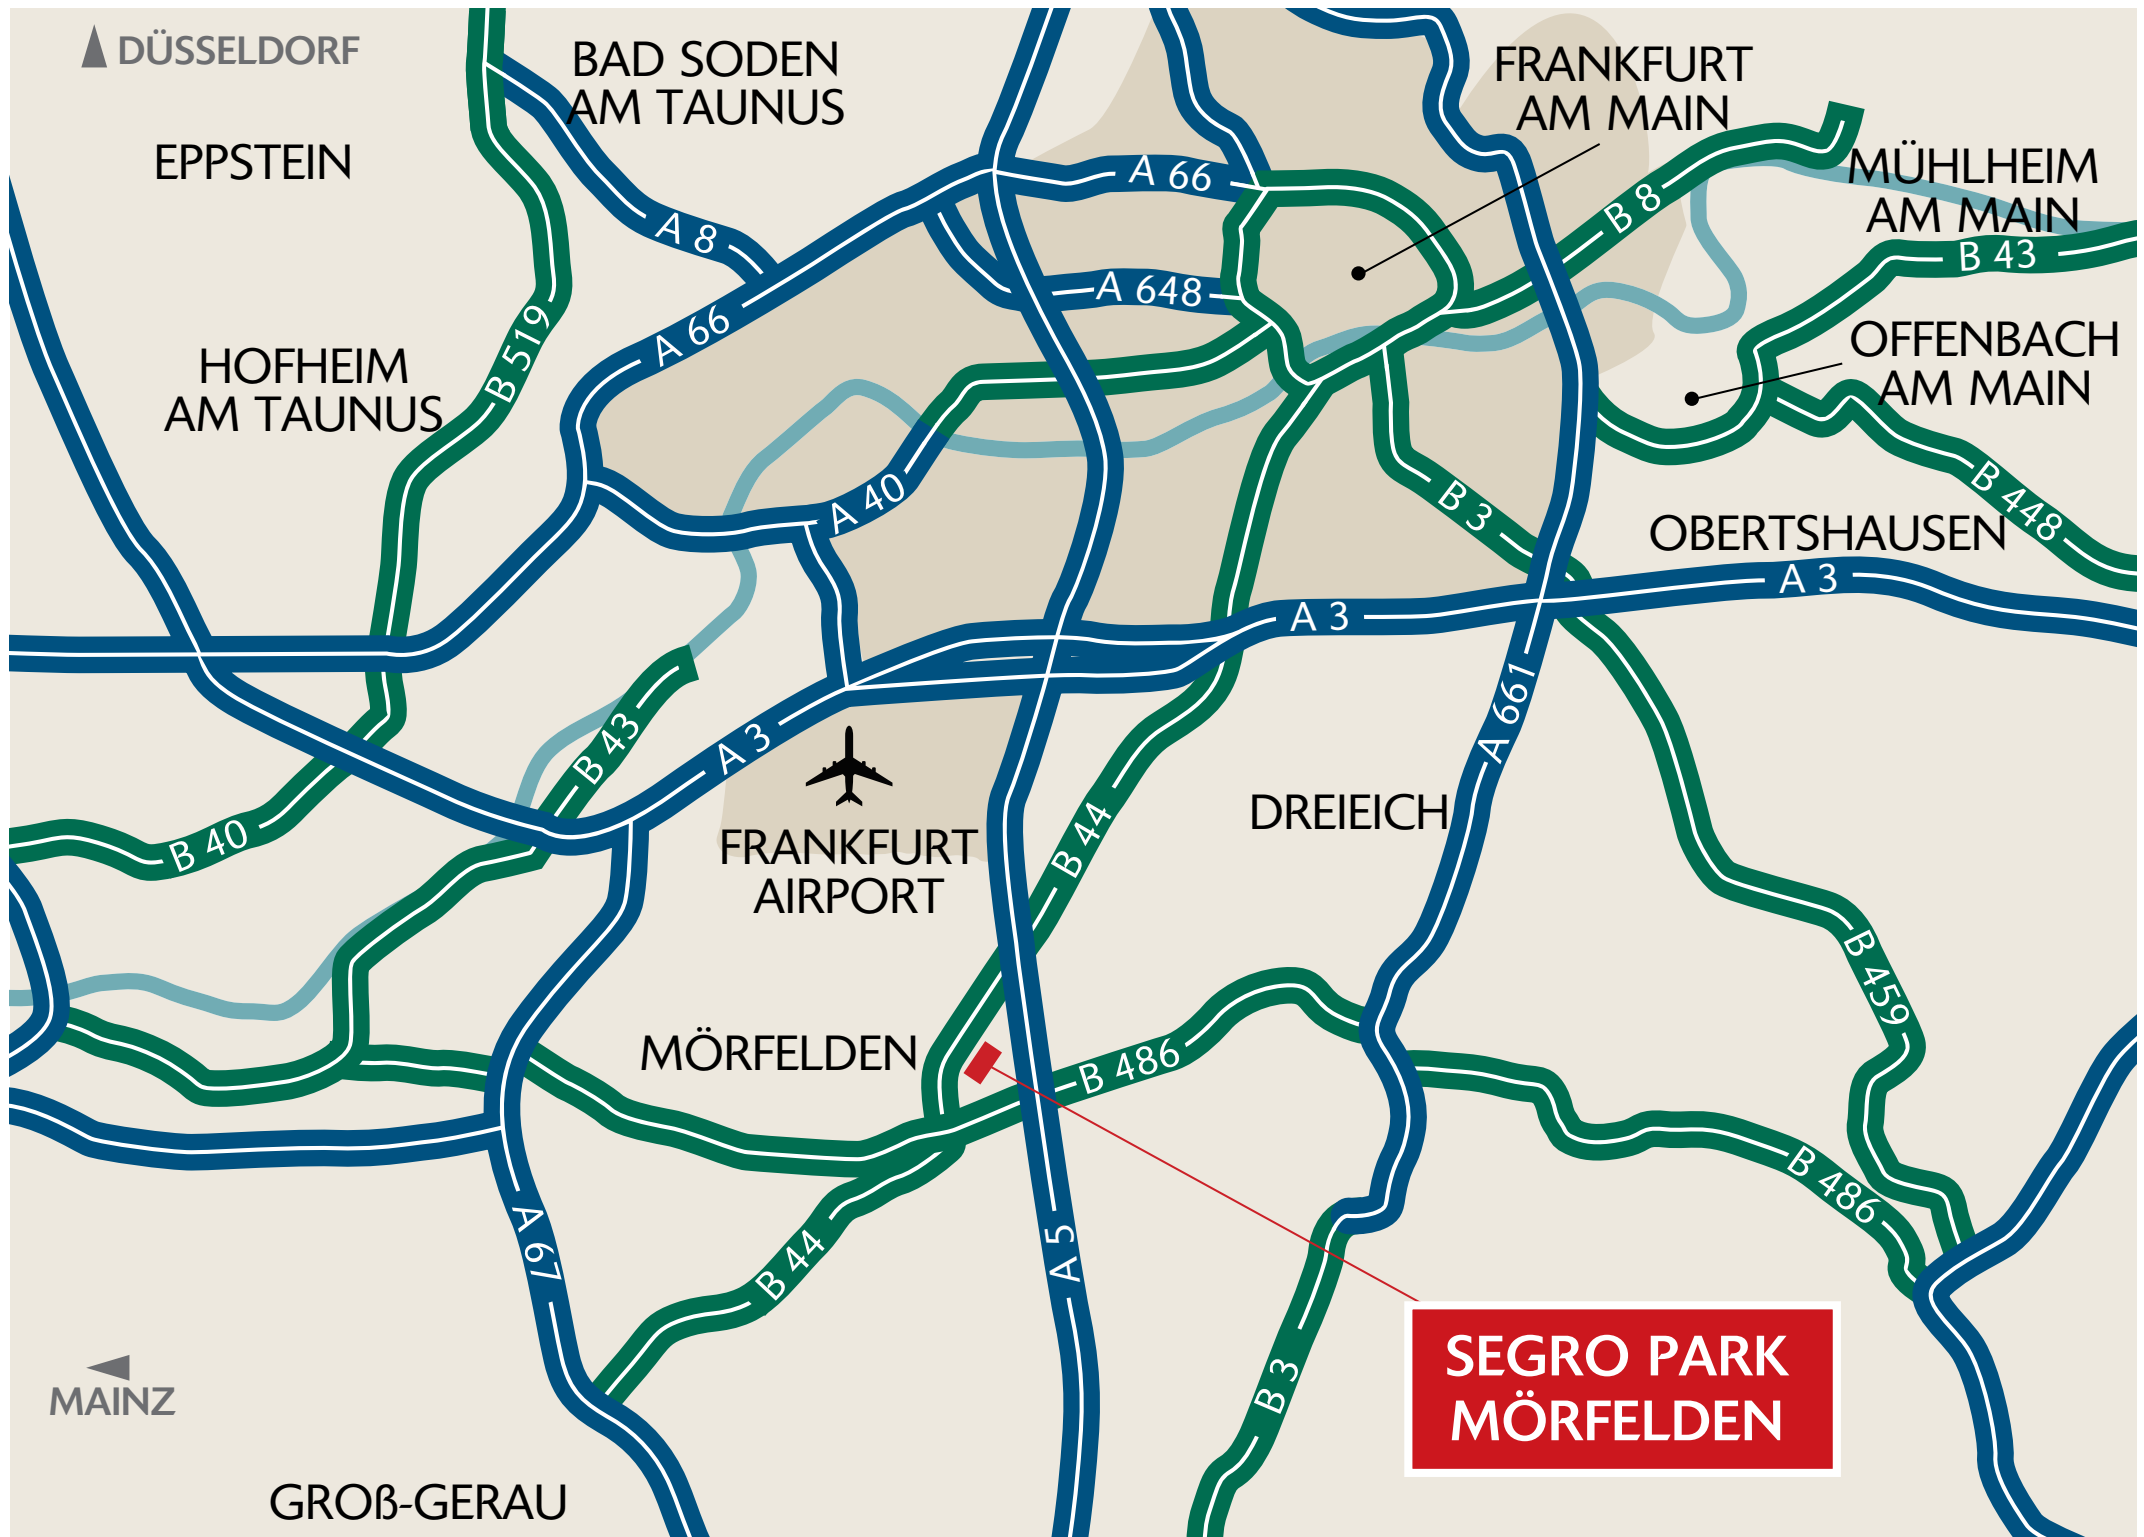 DÜSSELDORF
BAD SODEN
AM TAUNUS
FRANKFURT
AM MAIN
EPPSTEIN
MÜHLHEIM
AM MAIN
A 66
B 8
A 8
B 43
A 648
A 66
B 519
HOFHEIM
AM TAUNUS
OFFENBACH
AM MAIN
A 40
B 3
B 448
OBERTSHAUSEN
A 3
A 3
A 661
B 43
A 3
FRANKFURT
AIRPORT
DREIEICH
B 44
B 40
B 459
MÖRFELDEN
B 486
B 486
A 67
B 44
A 5
B 3
SEGRO PARK
MÖRFELDEN
MAINZ
GROß-GERAU